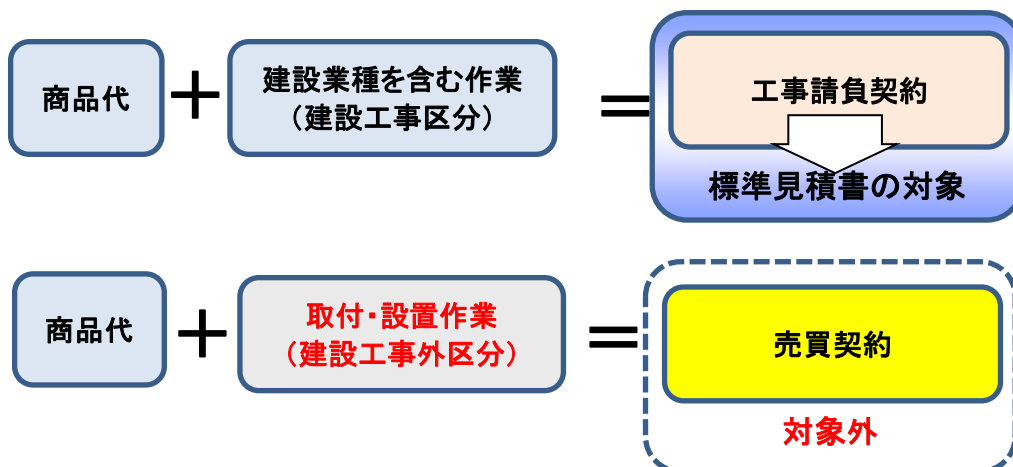 商品代
+
建設業種を含む作業
(建設工事区分)
=
工事請負契約
標準見積書の対象
商品代
+
取付・設置作業
(建設工事外区分)
=
売買契約
対象外